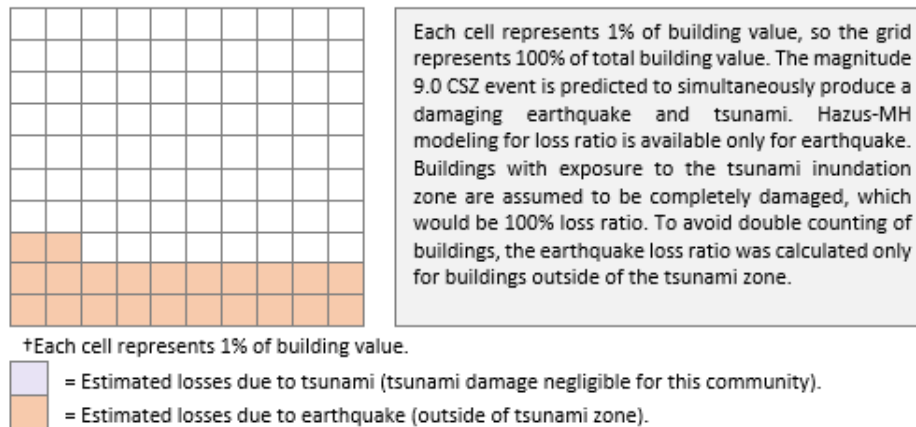 Each cell represents 1% of building value, so the grid
represents 100% of total building value. The magnitude
9.0 CSZ event is predicted to simultaneously produce a
damaging earthquake and tsunami. Hazus-MH
modeling for loss ratio is available only for earthquake.
Buildings with exposure to the tsunami inundation
zone are assumed to be completely damaged, which
would be 100% loss ratio. To avoid double counting of
buildings, the earthquake loss ratio was calculated only
for buildings outside of the tsunami zone.
†Each cell represents 1% of building value.
= Estimated losses due to tsunami (tsunami damage negligible for this community).
= Estimated losses due to earthquake (outside of tsunami zone).